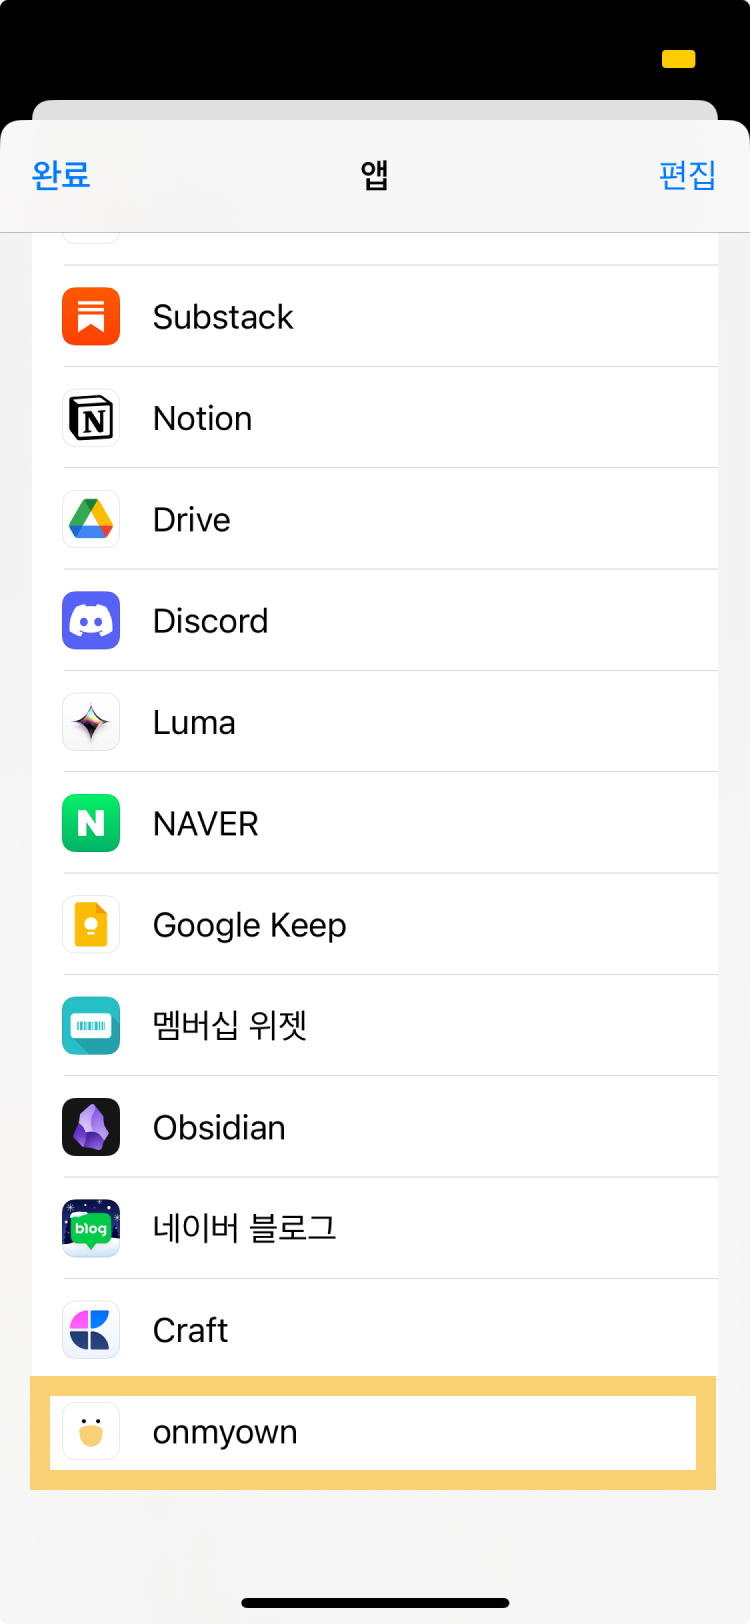 완료
앱
편집
Substack
N
Notion
Drive
Discord
Luma
N
NAVER
Google Keep
멤버십 위젯
Obsidian
blog
네이버 블로그
Craft
onmyown